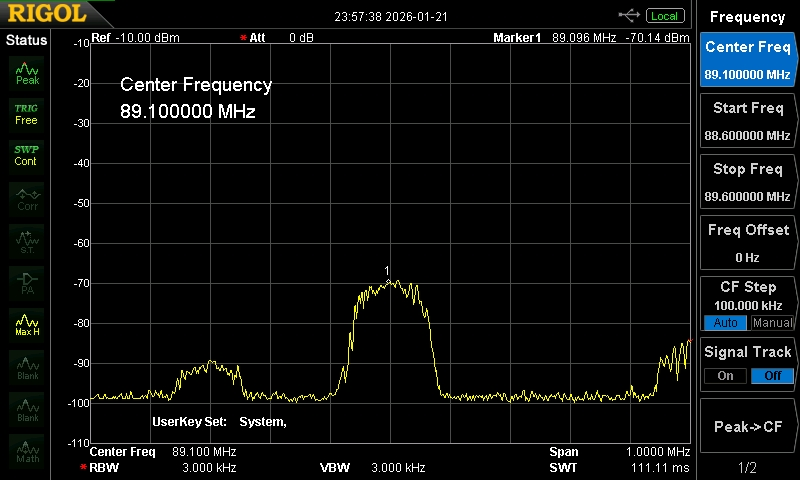 RIGOL
23:57:38 2026-01-21
Local
Status
Ref -10.00 dBm * Att 0 dB Marker1 89.096 MHz -70.14 dBm
Peak
TRIG
Free
SWP
Cont
Corr
S.T.
PA
Max H
Blank
Blank
Math
-10
-20
-30
-40
-50
-60
-70
-80
-90
-100
-110
Center Frequency
89.100000 MHz
1
UserKey Set: System,
Center Freq 89.100 MHz Span 1.0000 MHz
*RBW 3.000 kHz VBW 3.000 kHz SWT 111.11 ms
Frequency
Center Freq
89.100000 MHz
Start Freq
88.600000 MHz
Stop Freq
89.600000 MHz
Freq Offset
0 Hz
CF Step
100.000 kHz
Auto Manual
Signal Track
On Off
Peak->CF
1/2